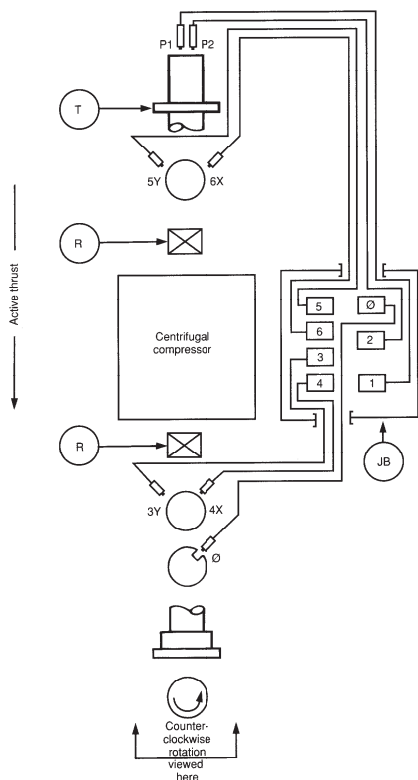 P1 P2
T
5Y 6X
R
Active thrust
Centrifugal
compressor
5 Ø
6 2
3
4 1
R
JB
3Y 4X
Ø
Counter-
clockwise
rotation
viewed
here